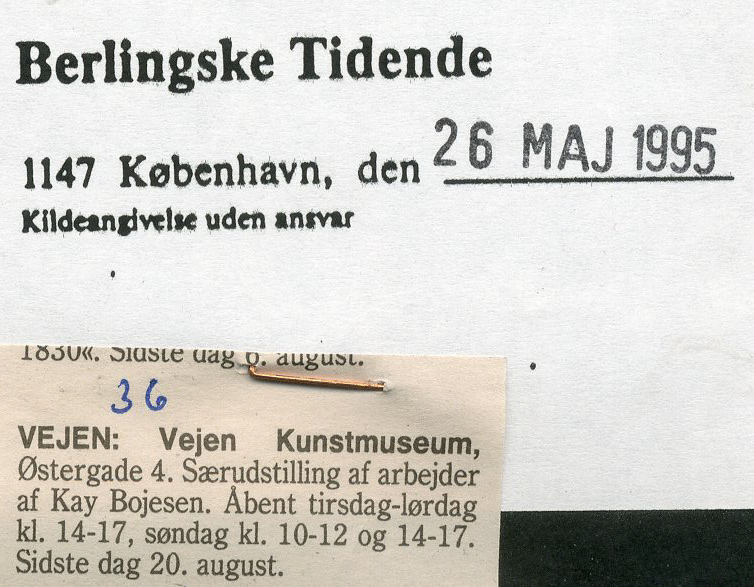 Berlingske Tidende
1147 København, den 26 MAJ 1995
Kildeangivelse uden ansvar
1830«. Sidste dag 6. august.
36
VEJEN: Vejen Kunstmuseum,
Østergade 4. Særudstilling af arbejder
af Kay Bojesen. Åbent tirsdag-lørdag
kl. 14-17, søndag kl. 10-12 og 14-17.
Sidste dag 20. august.